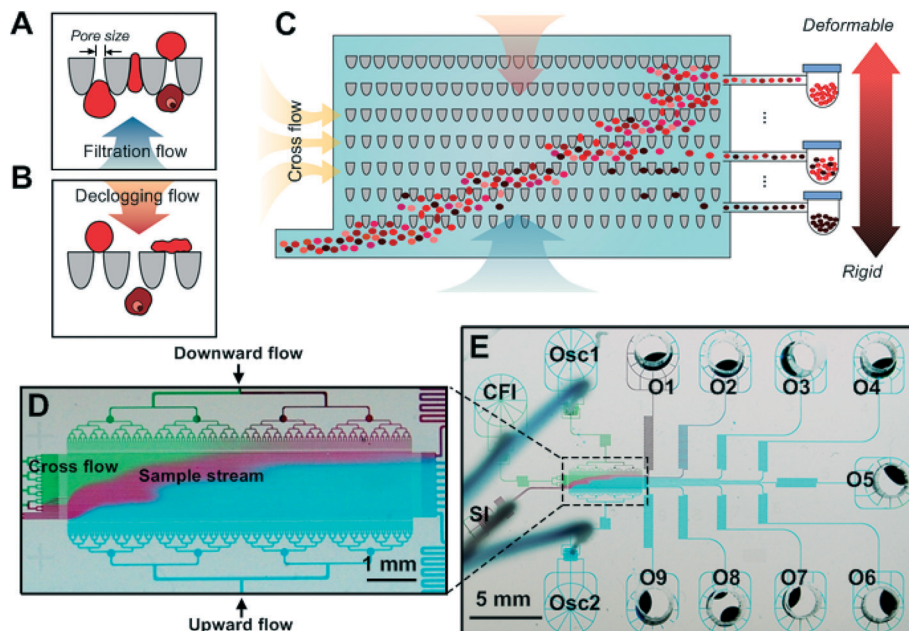 A
Pore size
Filtration flow
B
Declogging flow
C
Cross flow
Deformable
...
...
Rigid
Downward flow
D
Cross flow
Sample stream
1 mm
Upward flow
E
Osc1
CFI
SI
Osc2
5 mm
O1
O2
O3
O4
O5
O9
O8
O7
O6